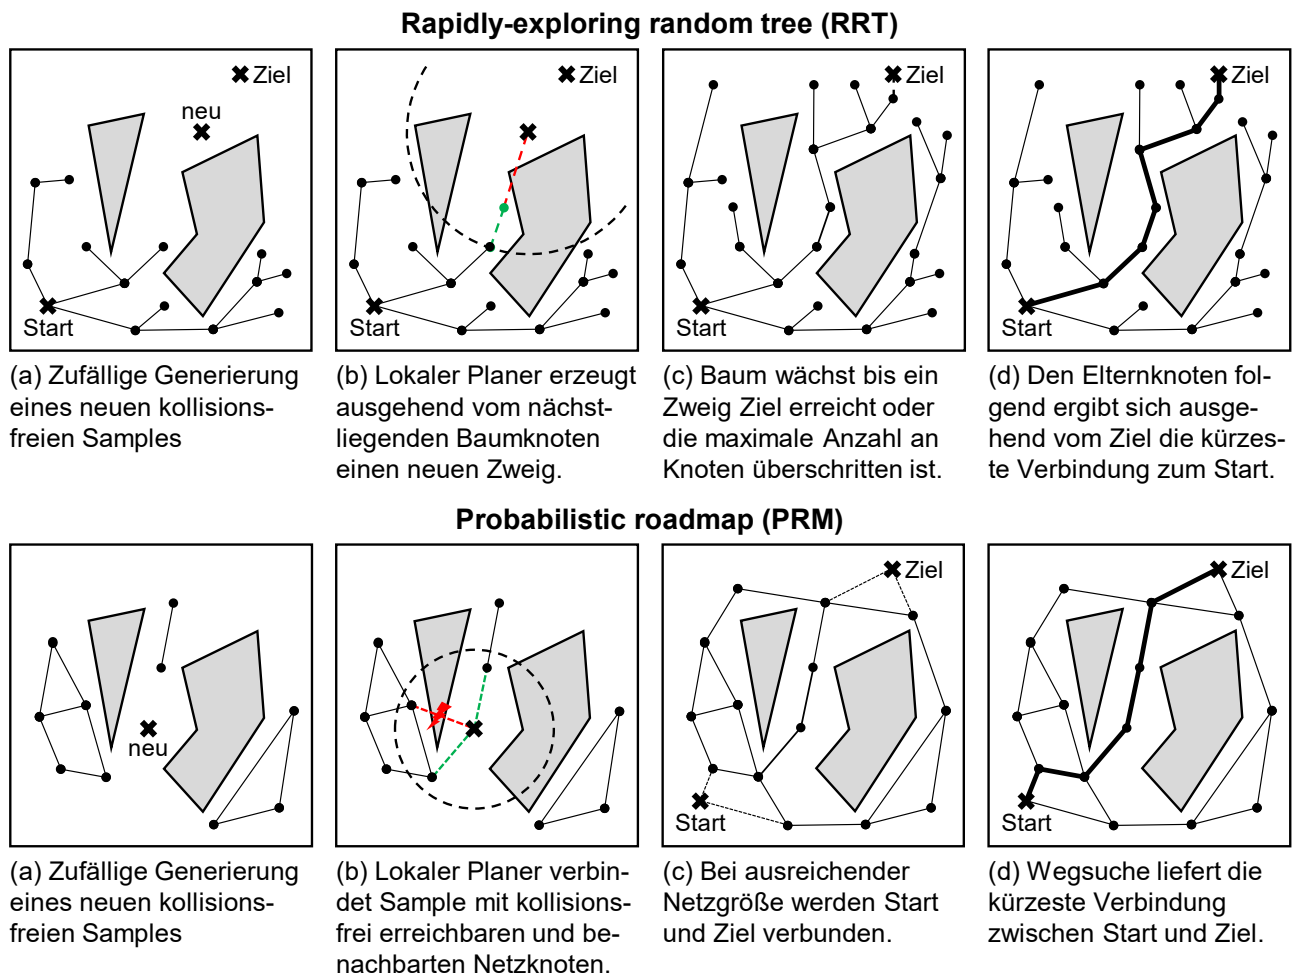 Rapidly-exploring random tree (RRT)
Ziel
neu
Start
Ziel
Start
Ziel
Start
Ziel
Start
(a) Zufällige Generierung
eines neuen kollisions-
freien Samples
(b) Lokaler Planer erzeugt
ausgehend vom nächst-
liegenden Baumknoten
einen neuen Zweig.
(c) Baum wächst bis ein
Zweig Ziel erreicht oder
die maximale Anzahl an
Knoten überschritten ist.
(d) Den Elternknoten fol-
gend ergibt sich ausge-
hend vom Ziel die kürzes-
te Verbindung zum Start.
Probabilistic roadmap (PRM)
neu
Ziel
Start
Ziel
Start
(a) Zufällige Generierung
eines neuen kollisions-
freien Samples
(b) Lokaler Planer verbin-
det Sample mit kollisions-
frei erreichbaren und be-
nachbarten Netzknoten.
(c) Bei ausreichender
Netzgröße werden Start
und Ziel verbunden.
(d) Wegsuche liefert die
kürzeste Verbindung
zwischen Start und Ziel.